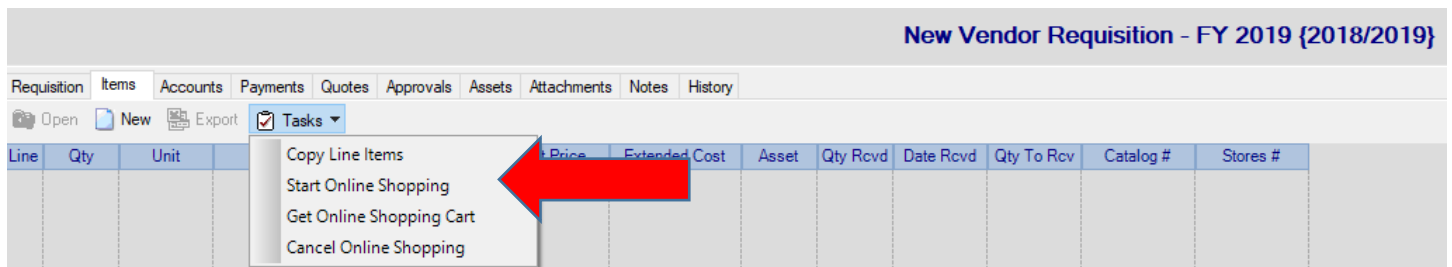 New Vendor Requisition - FY 2019 {2018/2019}
Requisition Items Accounts Payments Quotes Approvals Assets Attachments Notes History
Open New Export Tasks
Line Qty Unit Price Extended Cost Asset Qty Rcvd Date Rcvd Qty To Rcv Catalog # Stores #
Copy Line Items
Start Online Shopping
Get Online Shopping Cart
Cancel Online Shopping